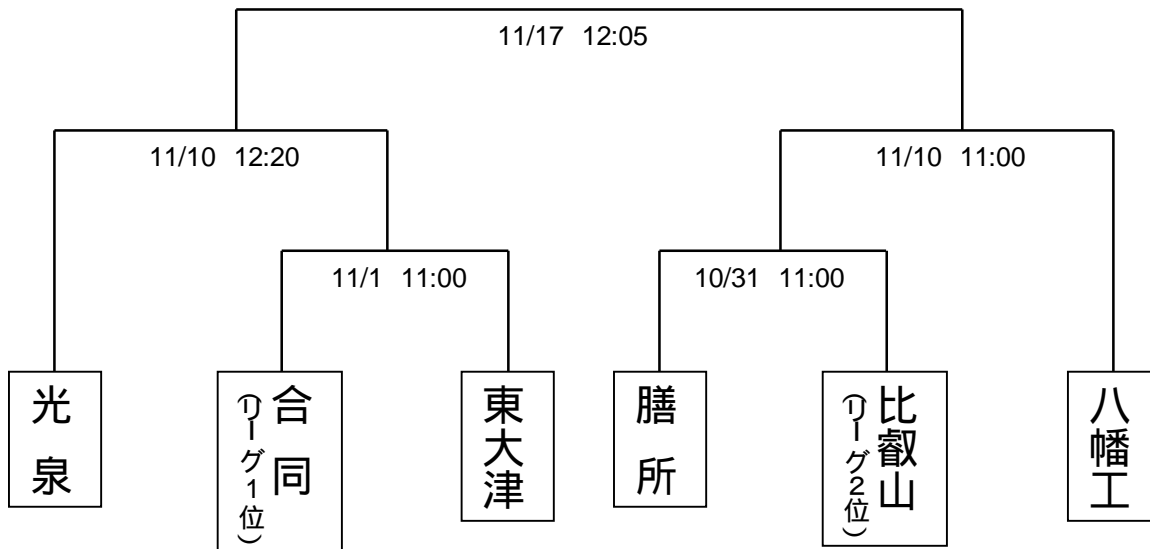 11/17 12:05
11/10 12:20
11/10 11:00
11/1 11:00
10/31 11:00
光泉
合同
(リーグ1位)
東大津
膳所
比叡山
(リーグ2位)
八幡工